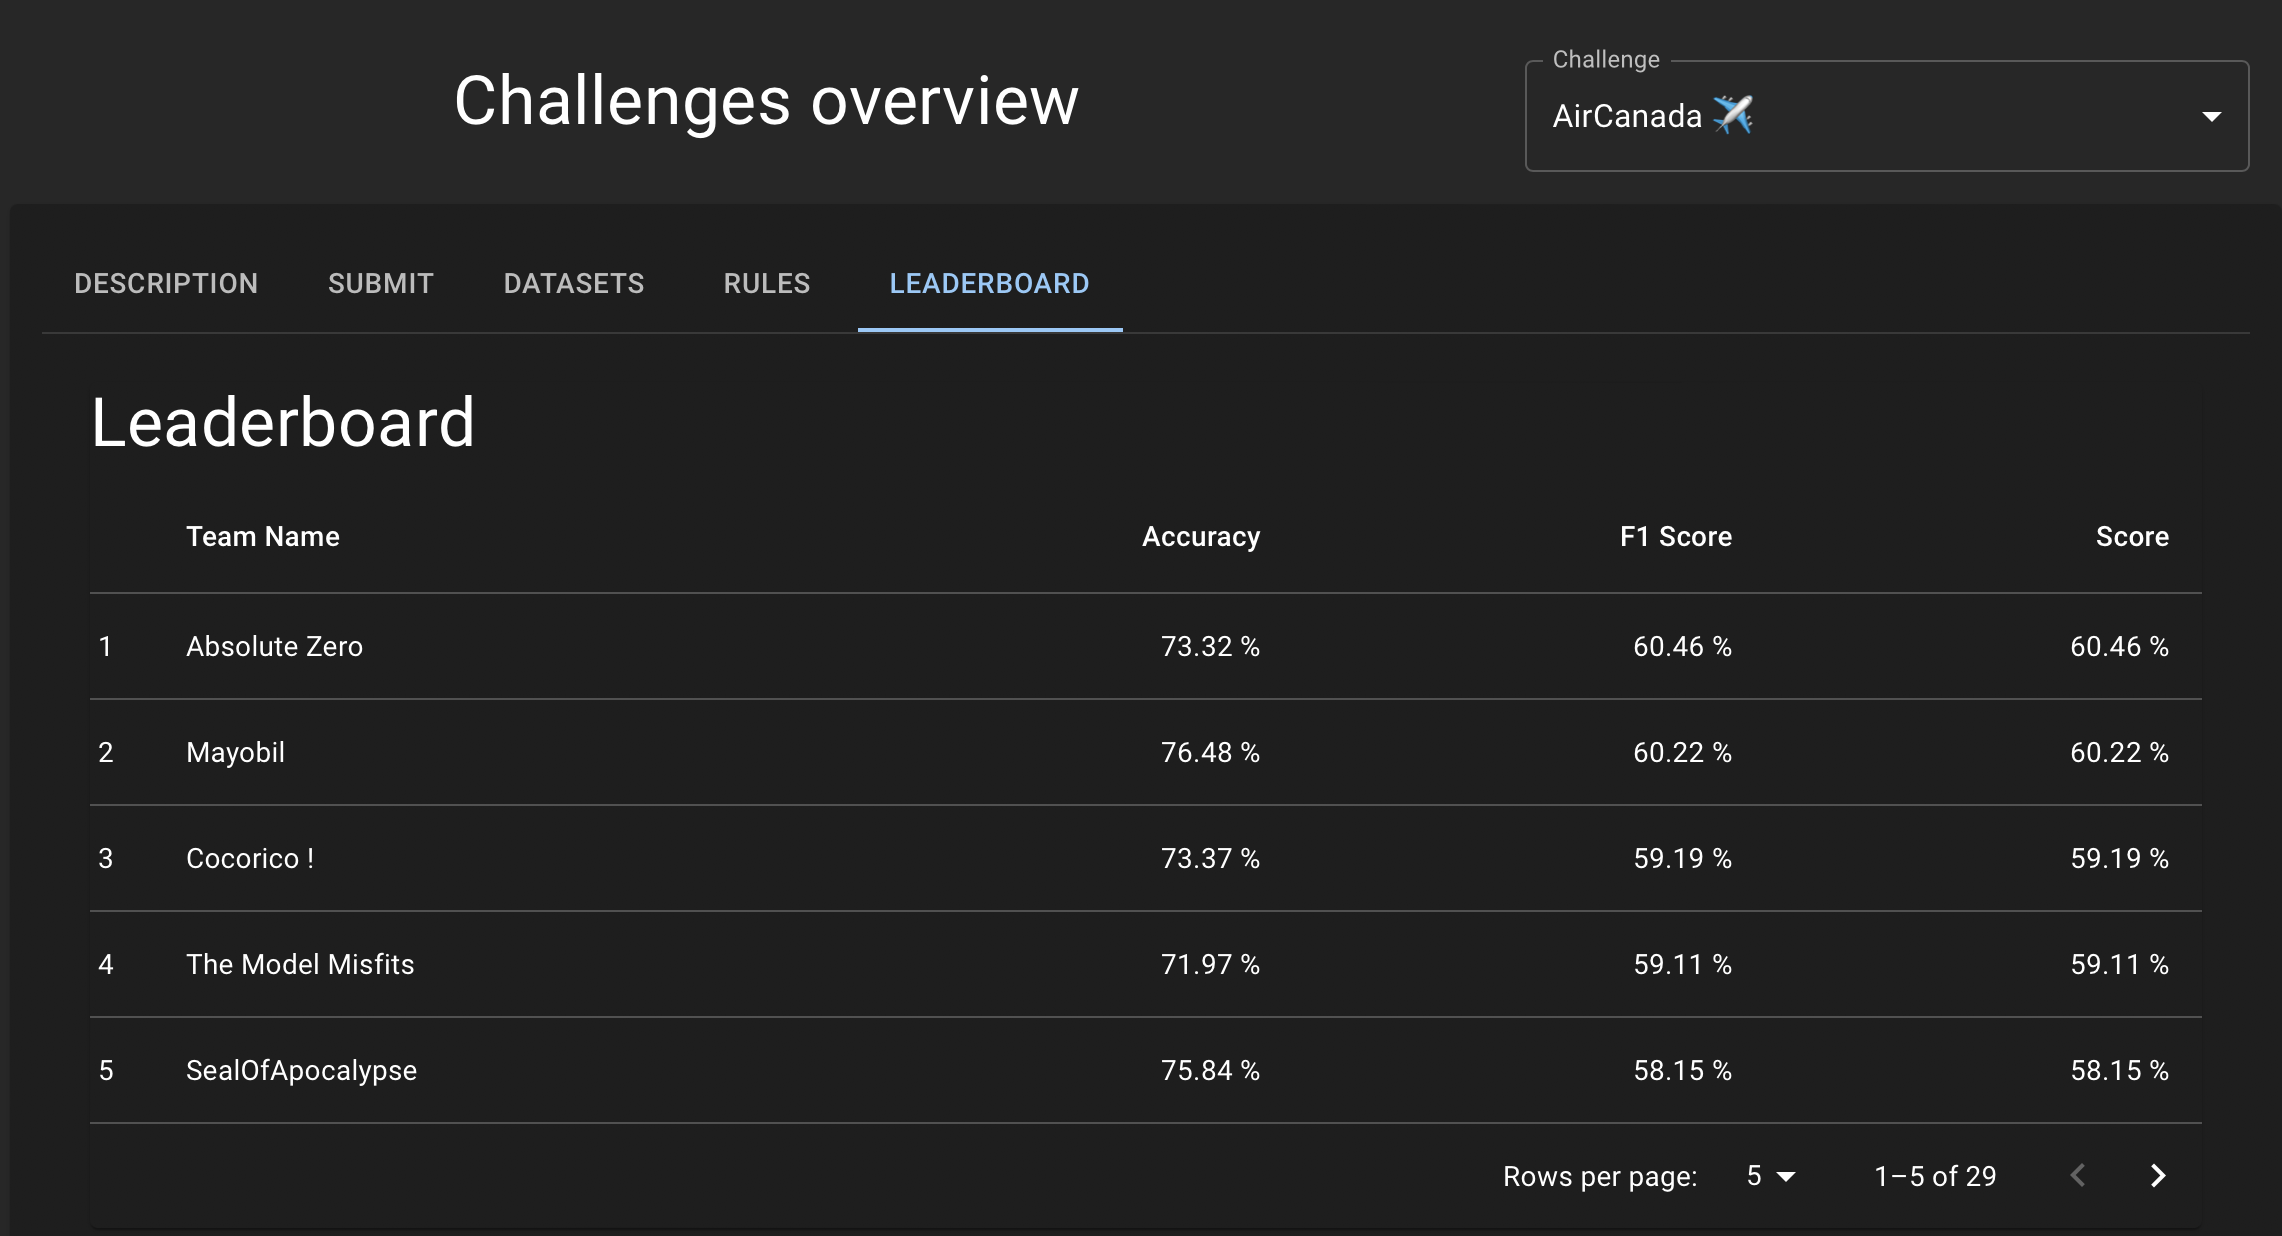 Challenges overview
Challenge
AirCanada ✈️
DESCRIPTION SUBMIT DATASETS RULES LEADERBOARD
Leaderboard
Team Name Accuracy F1 Score Score
1 Absolute Zero 73.32 % 60.46 % 60.46 %
2 Mayobil 76.48 % 60.22 % 60.22 %
3 Cocorico ! 73.37 % 59.19 % 59.19 %
4 The Model Misfits 71.97 % 59.11 % 59.11 %
5 SealOfApocalypse 75.84 % 58.15 % 58.15 %
Rows per page: 5 1–5 of 29